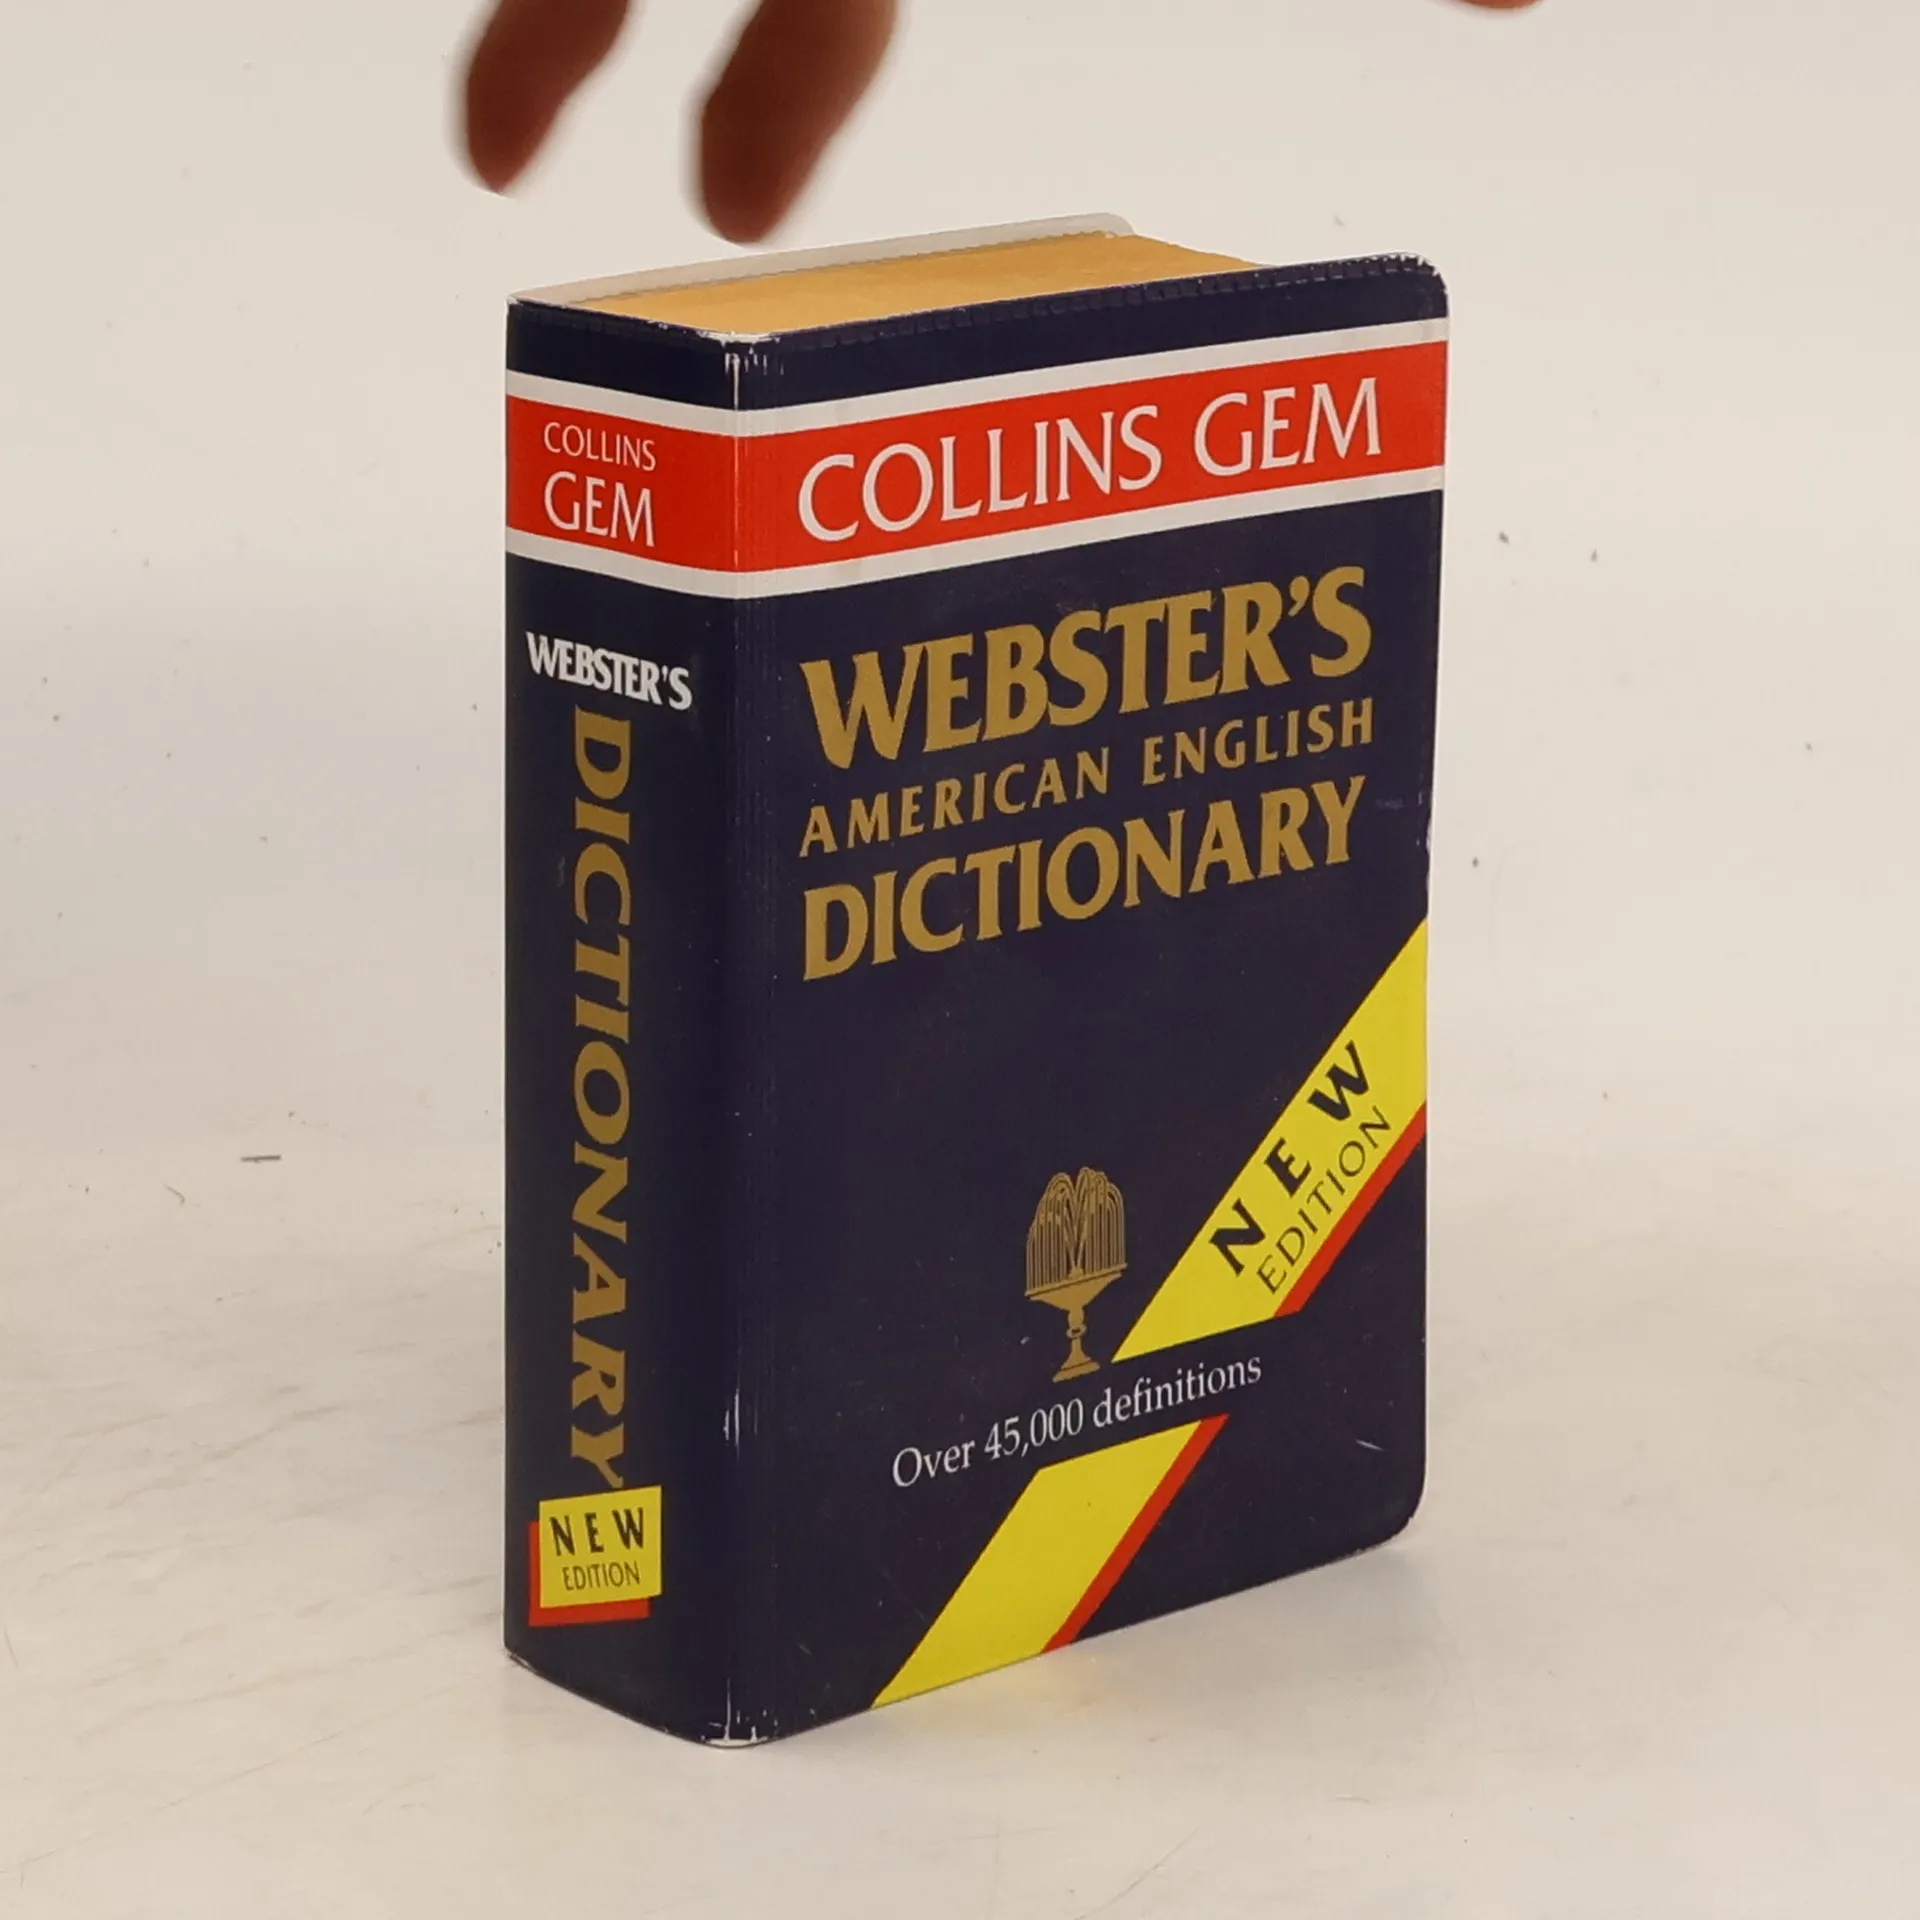 COLLINS
GEM
WEBSTER'S
DICTIONARY
NEW
EDITION
COLLINS GEM
WEBSTER'S
AMERICAN ENGLISH
DICTIONARY
NEW
EDITION
Over 45,000 definitions